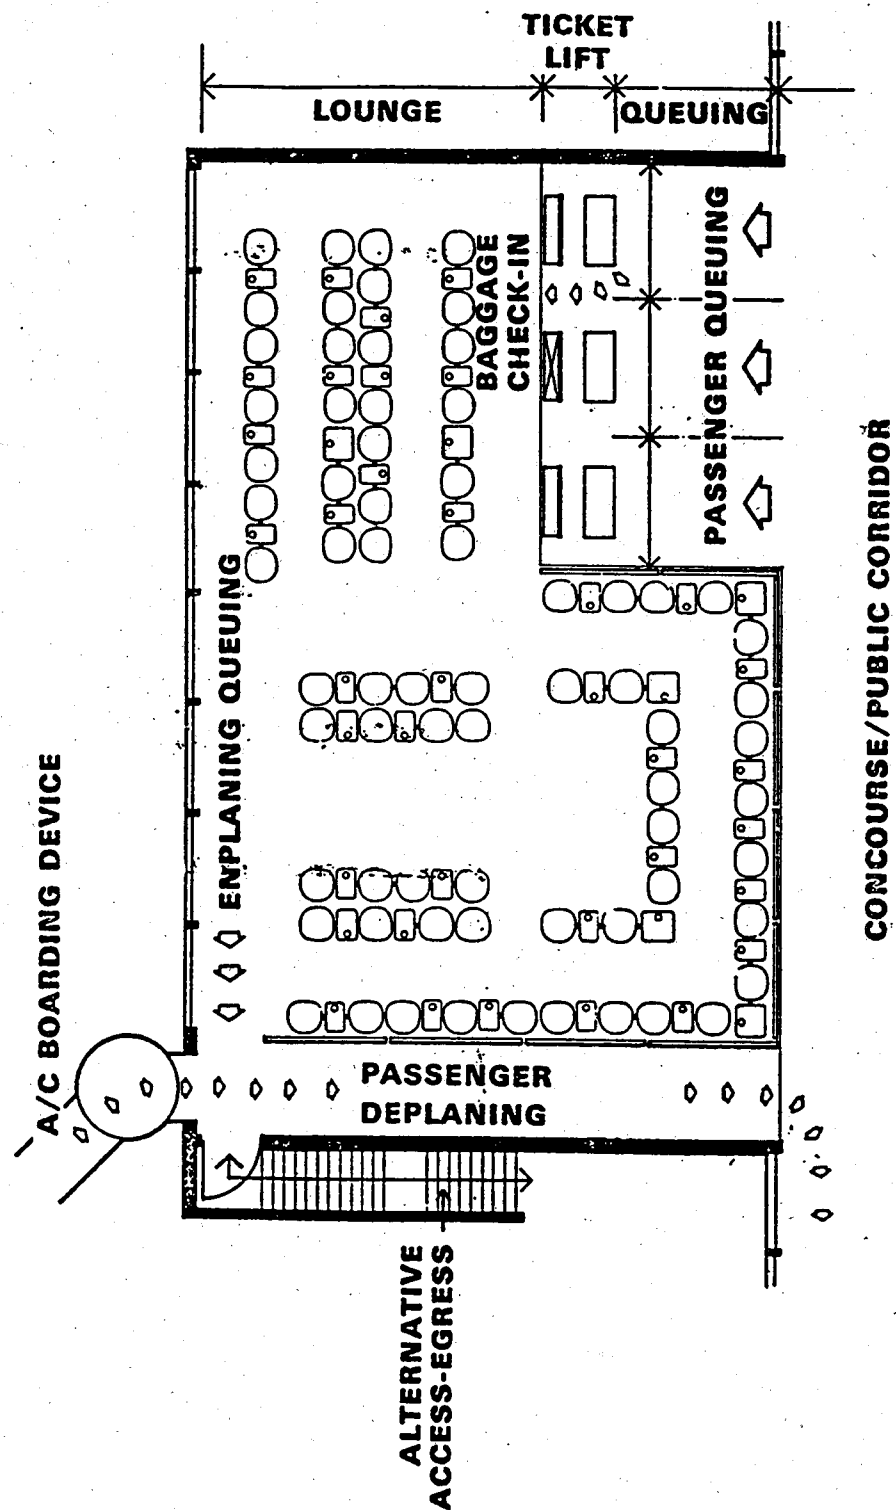 TICKET
LIFT
LOUNGE
QUEUING
BAGGAGE
CHECK-IN
PASSENGER QUEUING
ENPLANING QUEUING
A/C BOARDING DEVICE
CONCOURSE/PUBLIC CORRIDOR
PASSENGER
DEPLANING
ALTERNATIVE
ACCESS-EGRESS